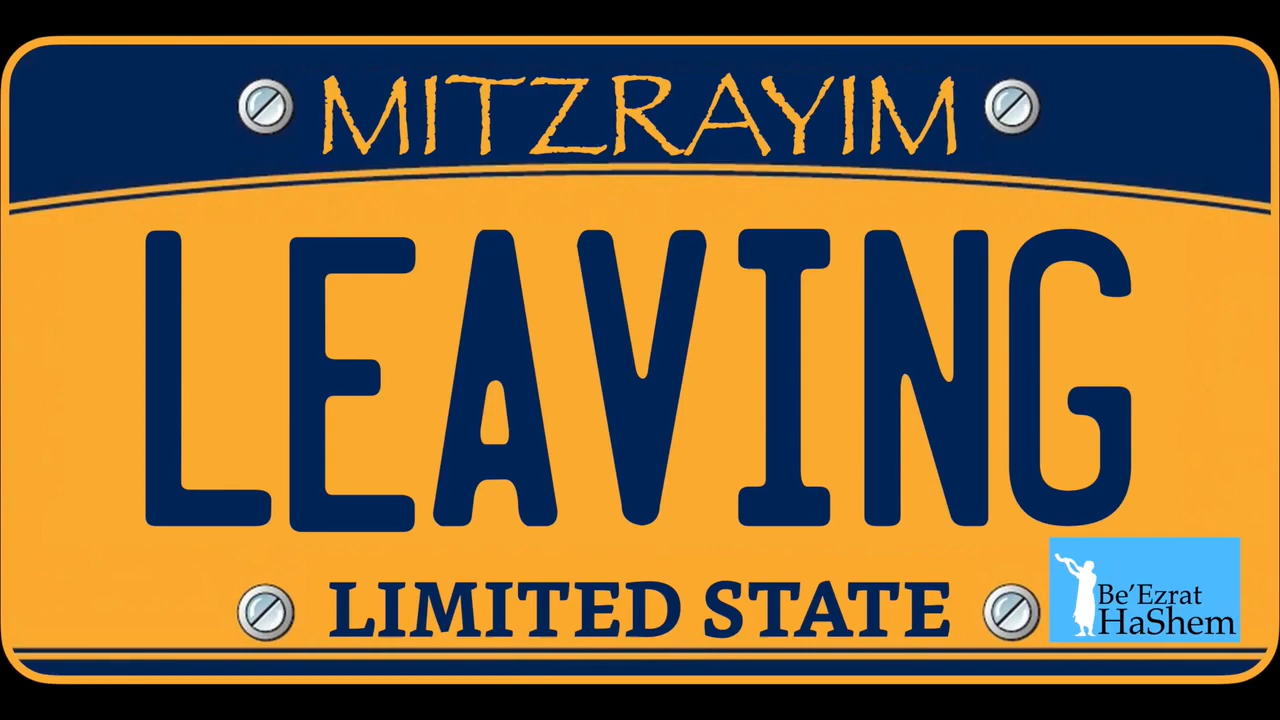 MITZRAYIM
LEAVING
LIMITED STATE
Be'Ezrat
HaShem